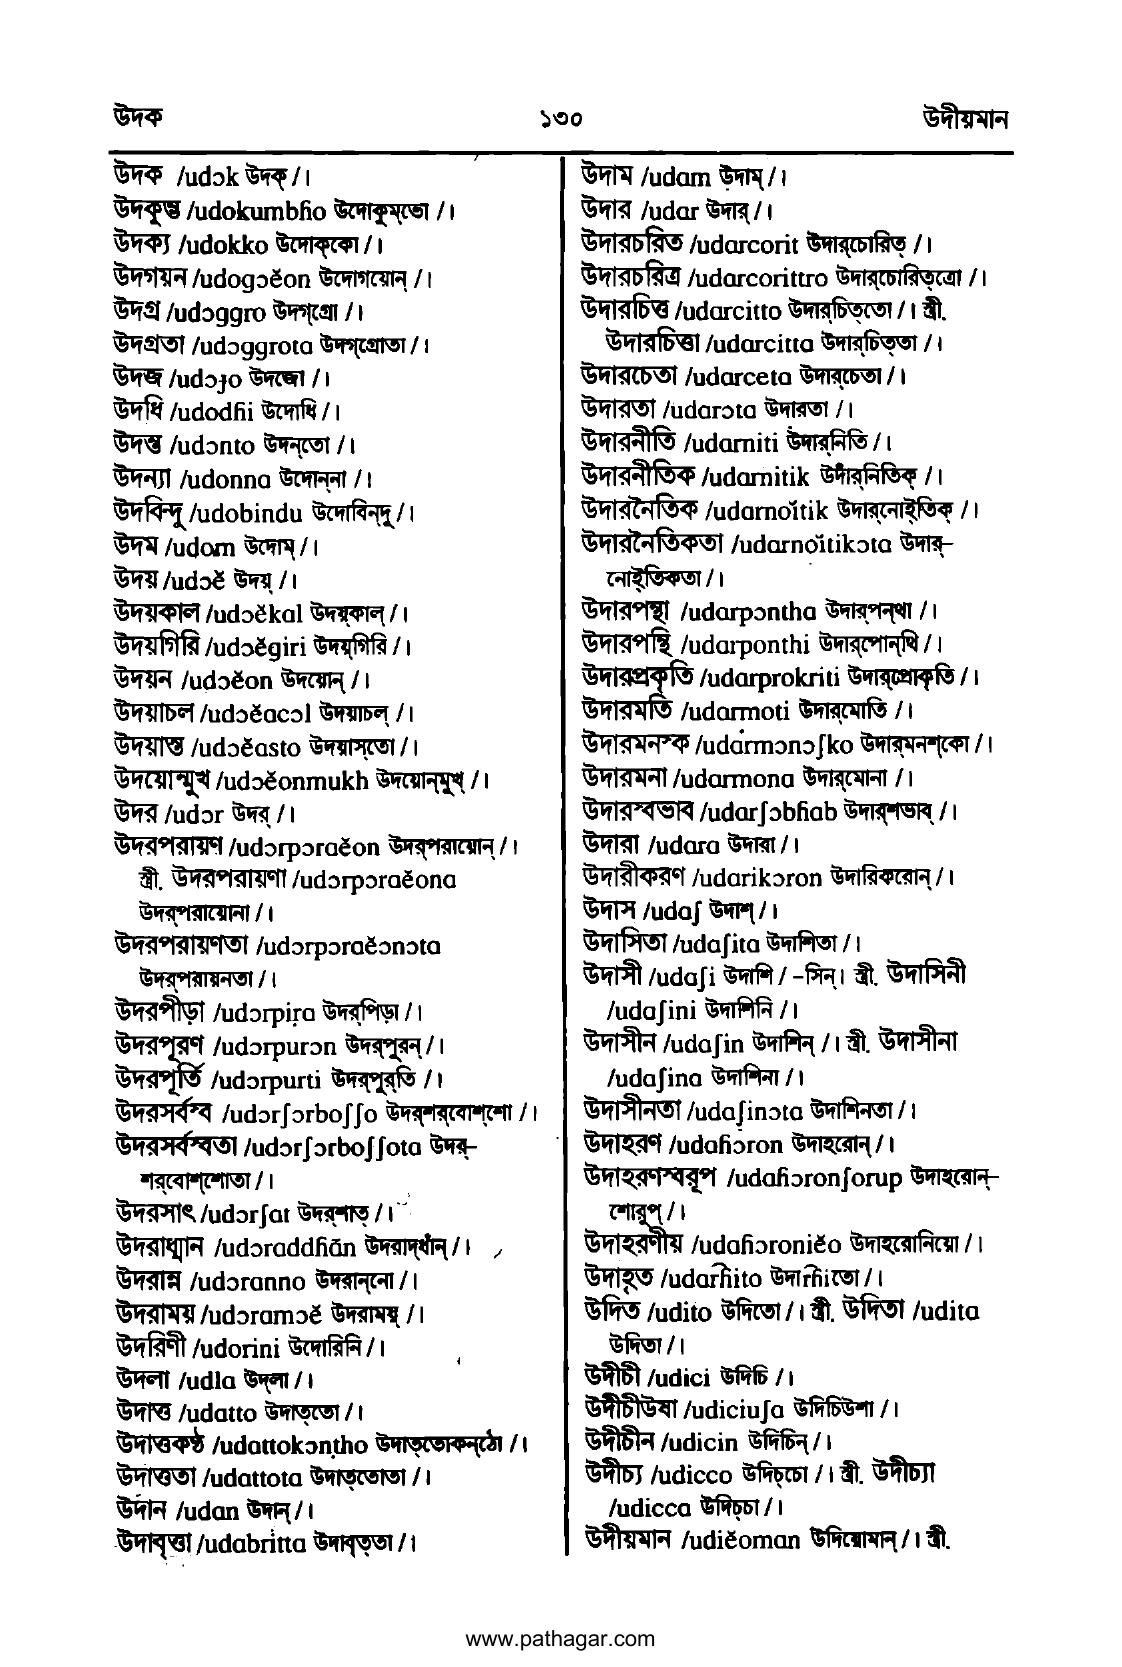 উদক ১৩০ উদীয়মান
উদক /udɔk উদক্ / ।
উদকুম্ভ /udokumbɦo উদোকুম্‌ভো / ।
উদক্য /udokko উদোক্‌কো / ।
উদগয়ন /udogɔĕon উদোগয়োন্ / ।
উদগ্র /udɔggro উদগ্‌গ্রো / ।
উদগ্রতা /udɔggrota উদগ্‌গ্রোতা / ।
উদজ /udɔɟo উদজো / ।
উদধি /udodɦi উদোধি / ।
উদন্ত /udɔnto উদন্‌তো / ।
উদন্যা /udonna উদোন্‌না / ।
উদবিন্দু /udobindu উদোবিন্‌দু / ।
উদম /udom উদোম্ / ।
উদয় /udɔĕ উদয়্ / ।
উদয়কাল /udɔĕkal উদয়্‌কাল্ / ।
উদয়গিরি /udɔĕgiri উদয়্‌গিরি / ।
উদয়ন /udɔĕon উদয়োন্ / ।
উদয়াচল /udɔĕacɔl উদয়াচল্ / ।
উদয়াস্ত /udɔĕasto উদয়াস্‌তো / ।
উদয়োন্মুখ /udɔĕonmukh উদয়োন্‌মুখ্ / ।
উদর /udɔr উদর্ / ।
উদরপরায়ণ /udɔrpɔraĕon উদর্‌পরায়োন্ / ।
স্ত্রী. উদরপরায়ণা /udɔrpɔraĕona
উদর্‌পরায়োনা / ।
উদরপরায়ণতা /udɔrpɔraĕɔnɔta
উদর্‌পরায়নতা / ।
উদরপীড়া /udɔrpiṛa উদর্‌পিড়া / ।
উদরপূরণ /udɔrpurɔn উদর্‌পুরন্ / ।
উদরপূর্তি /udɔrpurti উদর্‌পুর্‌তি / ।
উদরসর্বস্ব /udɔrʃɔrboʃʃo উদর্‌শর্‌বোশ্‌শো / ।
উদরসর্বস্বতা /udɔrʃɔrboʃʃota উদর্‌–
শর্‌বোশ্‌শোতা / ।
উদরসাৎ /udɔrʃat উদর্‌শাত্ / ।
উদরাধ্মান /udɔraddɦān উদরাদ্‌ধাঁন্ / ।
উদরান্ন /udɔranno উদরান্‌নো / ।
উদরাময় /udɔramɔĕ উদরাময়্ / ।
উদরিণী /udorini উদোরিনি / ।
উদলা /udla উদ্‌লা / ।
উদাত্ত /udatto উদাত্‌তো / ।
উদাত্তকণ্ঠ /udattokɔnṭho উদাত্‌তোকন্‌ঠো / ।
উদাত্ততা /udattota উদাত্‌তোতা / ।
উদান /udan উদান্ / ।
উদাবৃত্তা /udabritta উদাবৃত্‌তা / ।
উদাম /udam উদাম্ / ।
উদার /udar উদার্ / ।
উদারচরিত /udarcorit উদার্‌চোরিত্ / ।
উদারচরিত্র /udarcorittro উদার্‌চোরিত্‌ত্রো / ।
উদারচিত্ত /udarcitto উদার্‌চিত্‌তো / । স্ত্রী.
উদারচিত্তা /udarcitta উদার্‌চিত্‌তা / ।
উদারচেতা /udarceta উদার্‌চেতা / ।
উদারতা /udarɔta উদারতা / ।
উদারনীতি /udarniti উদার্‌নিতি / ।
উদারনীতিক /udarnitik উদার্‌নিতিক্ / ।
উদারনৈতিক /udarnoĭtik উদার্‌নোই্‌তিক্ / ।
উদারনৈতিকতা /udarnoĭtikɔta উদার্‌–
নোই্‌তিকতা / ।
উদারপন্থা /udarpɔntha উদার্‌পন্‌থা / ।
উদারপন্থি /udarponthi উদার্‌পোন্‌থি / ।
উদারপ্রকৃতি /udarprokriti উদার্‌প্রোকৃতি / ।
উদারমতি /udarmoti উদার্‌মোতি / ।
উদারমনস্ক /udarmɔnɔʃko উদার্‌মনশ্‌কো / ।
উদারমনা /udarmona উদার্‌মোনা / ।
উদারস্বভাব /udarʃɔbɦab উদার্‌শভাব্ / ।
উদারা /udara উদারা / ।
উদারীকরণ /udarikɔron উদারিকরোন্ / ।
উদাস /udaʃ উদাশ্ / ।
উদাসিতা /udaʃita উদাশিতা / ।
উদাসী /udaʃi উদাশি / –সিন্। স্ত্রী. উদাসিনী
/udaʃini উদাশিনি / ।
উদাসীন /udaʃin উদাশিন্ / । স্ত্রী. উদাসীনা
/udaʃina উদাশিনা / ।
উদাসীনতা /udaʃinɔta উদাশিনতা / ।
উদাহরণ /udaɦɔron উদাহরোন্ / ।
উদাহরণস্বরূপ /udaɦɔronʃorup উদাহরোন্‌–
শোরুপ্ / ।
উদাহরণীয় /udaɦɔroniĕo উদাহরোনিয়ো / ।
উদাহৃত /udarɦito
উদিত /udito উদিতো / । স্ত্রী. উদিতা /udita
উদিতা / ।
উদীচী /udici উদিচি / ।
উদীচীউষা /udiciuʃa উদিচিউশা / ।
উদীচীন /udicin উদিচিন্ / ।
উদীচ্য /udicco উদিচ্‌চো / । স্ত্রী. উদীচ্যা
/udicca উদিচ্‌চা / ।
উদীয়মান /udiĕoman উদিয়োমান্ / । স্ত্রী.
www.pathagar.com